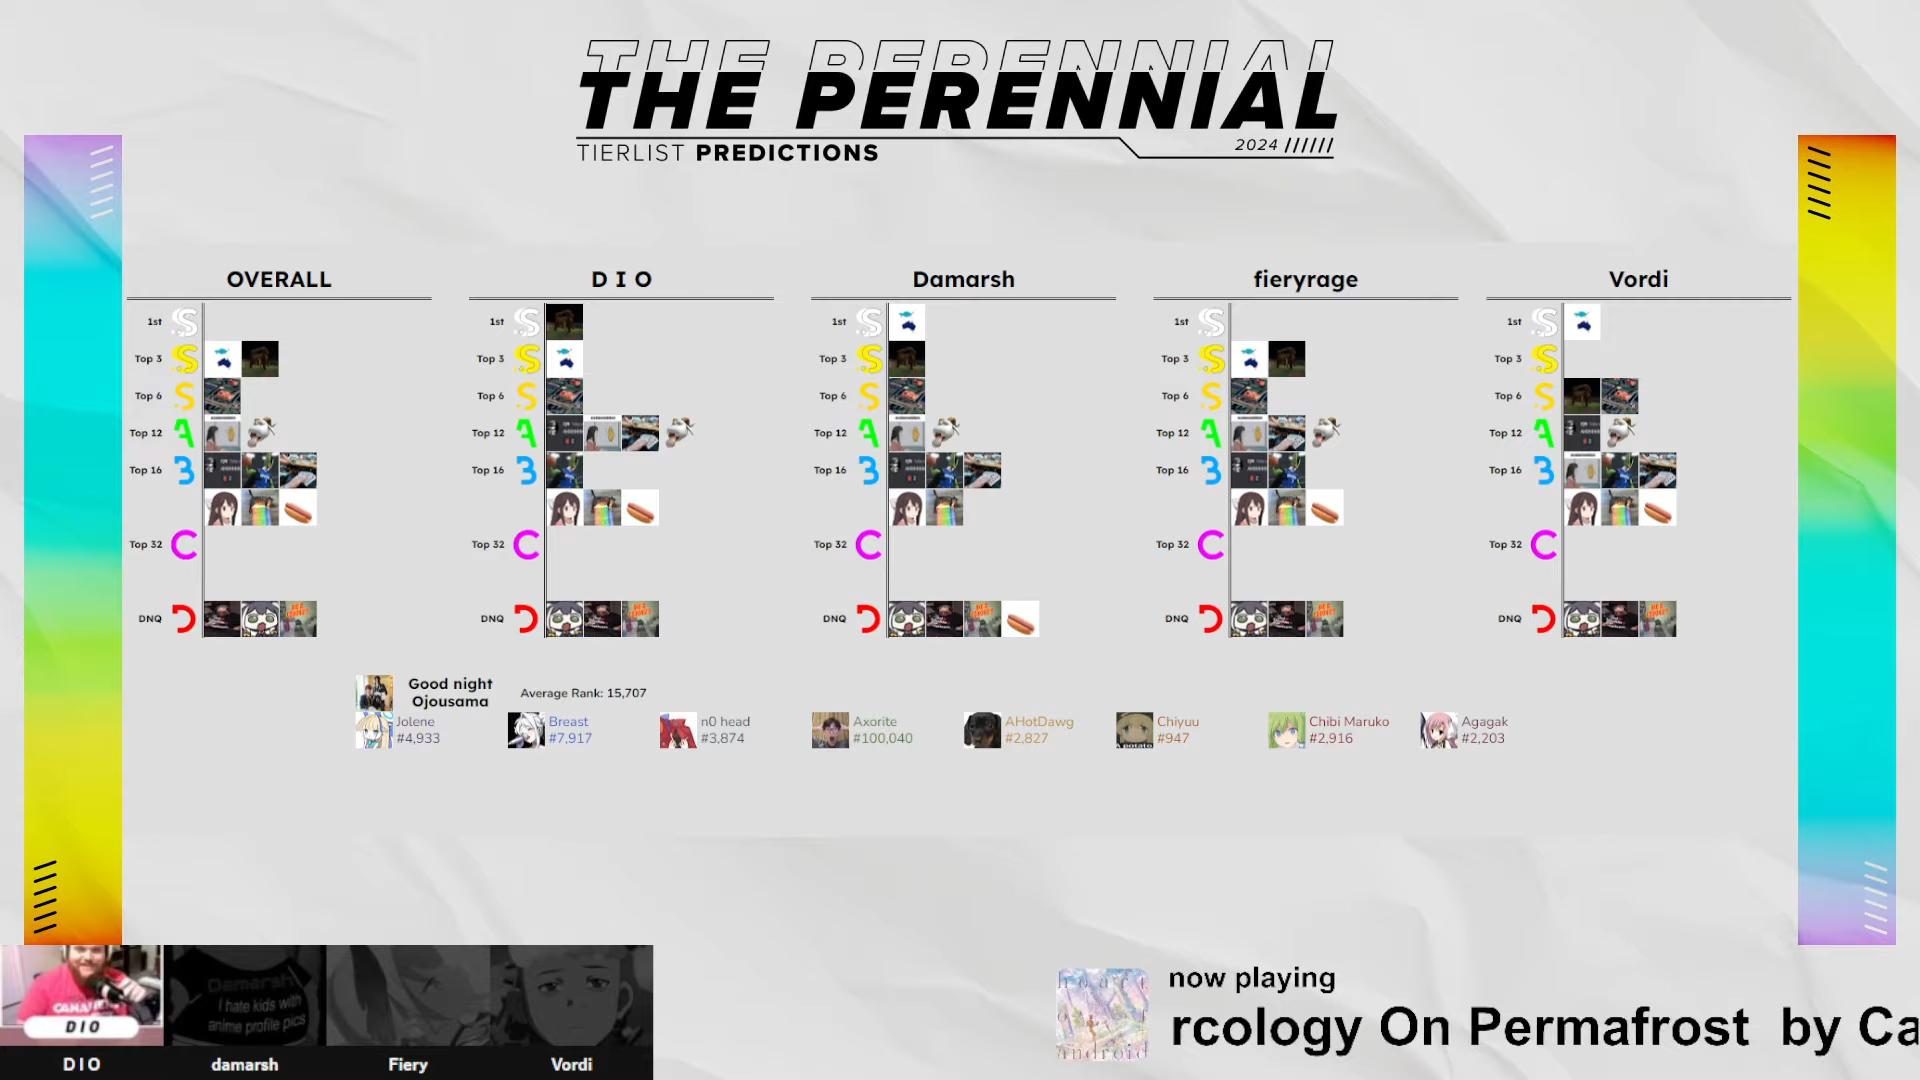 THE PERENNIAL
THE PERENNIAL
TIERLIST PREDICTIONS
2024 //////
OVERALL
D I O
Damarsh
fieryrage
Vordi
1st S
1st S
1st S
1st S
1st S
Top 3 S
Top 3 S
Top 3 S
Top 3 S
Top 3 S
Top 6 S
Top 6 S
Top 6 S
Top 6 S
Top 6 S
Top 12 A
Top 12 A
Top 12 A
Top 12 A
Top 12 A
Top 16 B
Top 16 B
Top 16 B
Top 16 B
Top 16 B
Top 32 C
Top 32 C
Top 32 C
Top 32 C
Top 32 C
DNQ D
DNQ D
DNQ D
DNQ D
DNQ D
Good night
Ojousama
Average Rank: 15,707
Jolene
#4,933
Breast
#7,917
n0 head
#3,874
Axorite
#100,040
AHotDawg
#2,827
Chiyuu
#947
Chibi Maruko
#2,916
Agagak
#2,203
D I O
Damarsh
I hate kids with
anime profile pics
D I O
damarsh
Fiery
Vordi
now playing
rcology On Permafrost by Ca